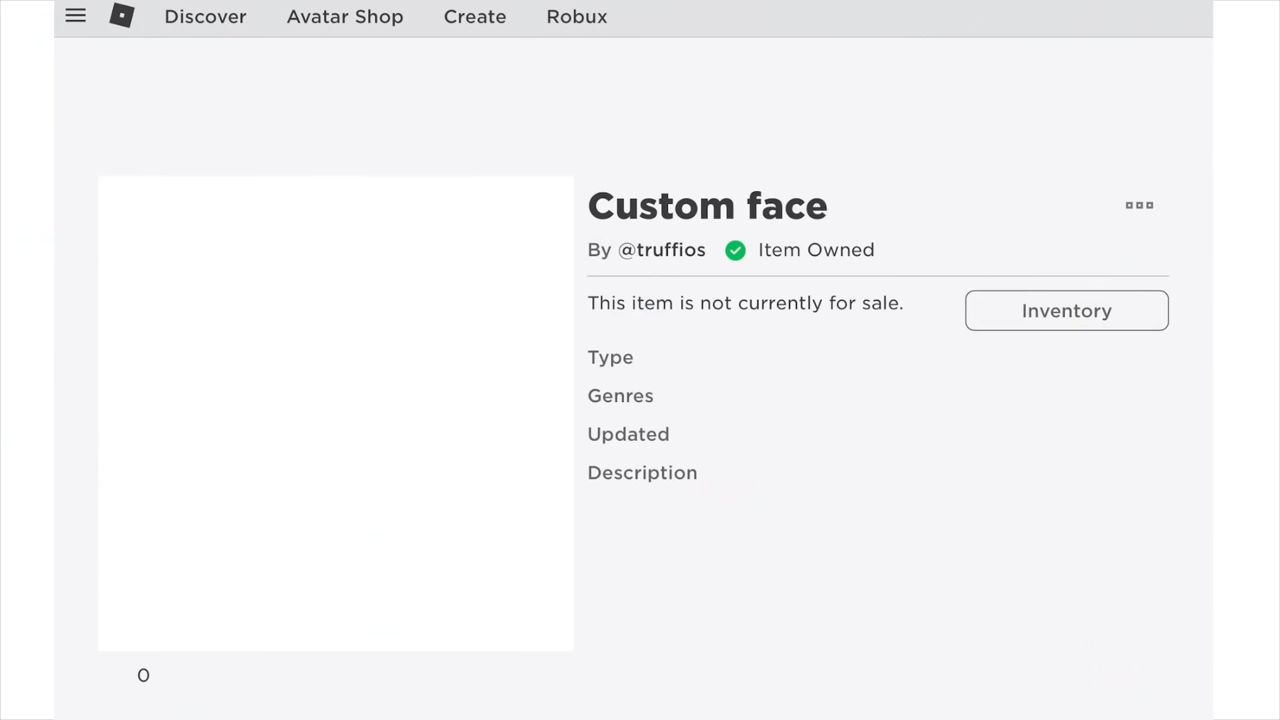 Discover Avatar Shop Create Robux
Custom face
By @truffios Item Owned
This item is not currently for sale.
Inventory
Type
Genres
Updated
Description
0